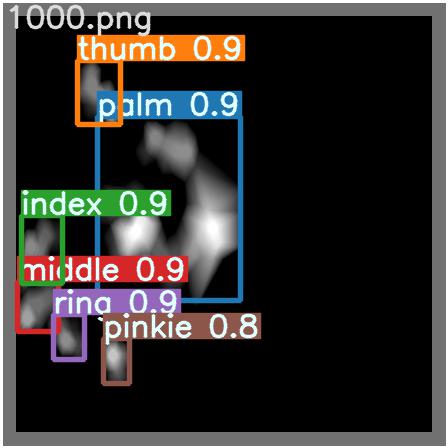 1000.png
thumb 0.9
palm 0.9
index 0.9
middle 0.9
ring 0.9
pinkie 0.8